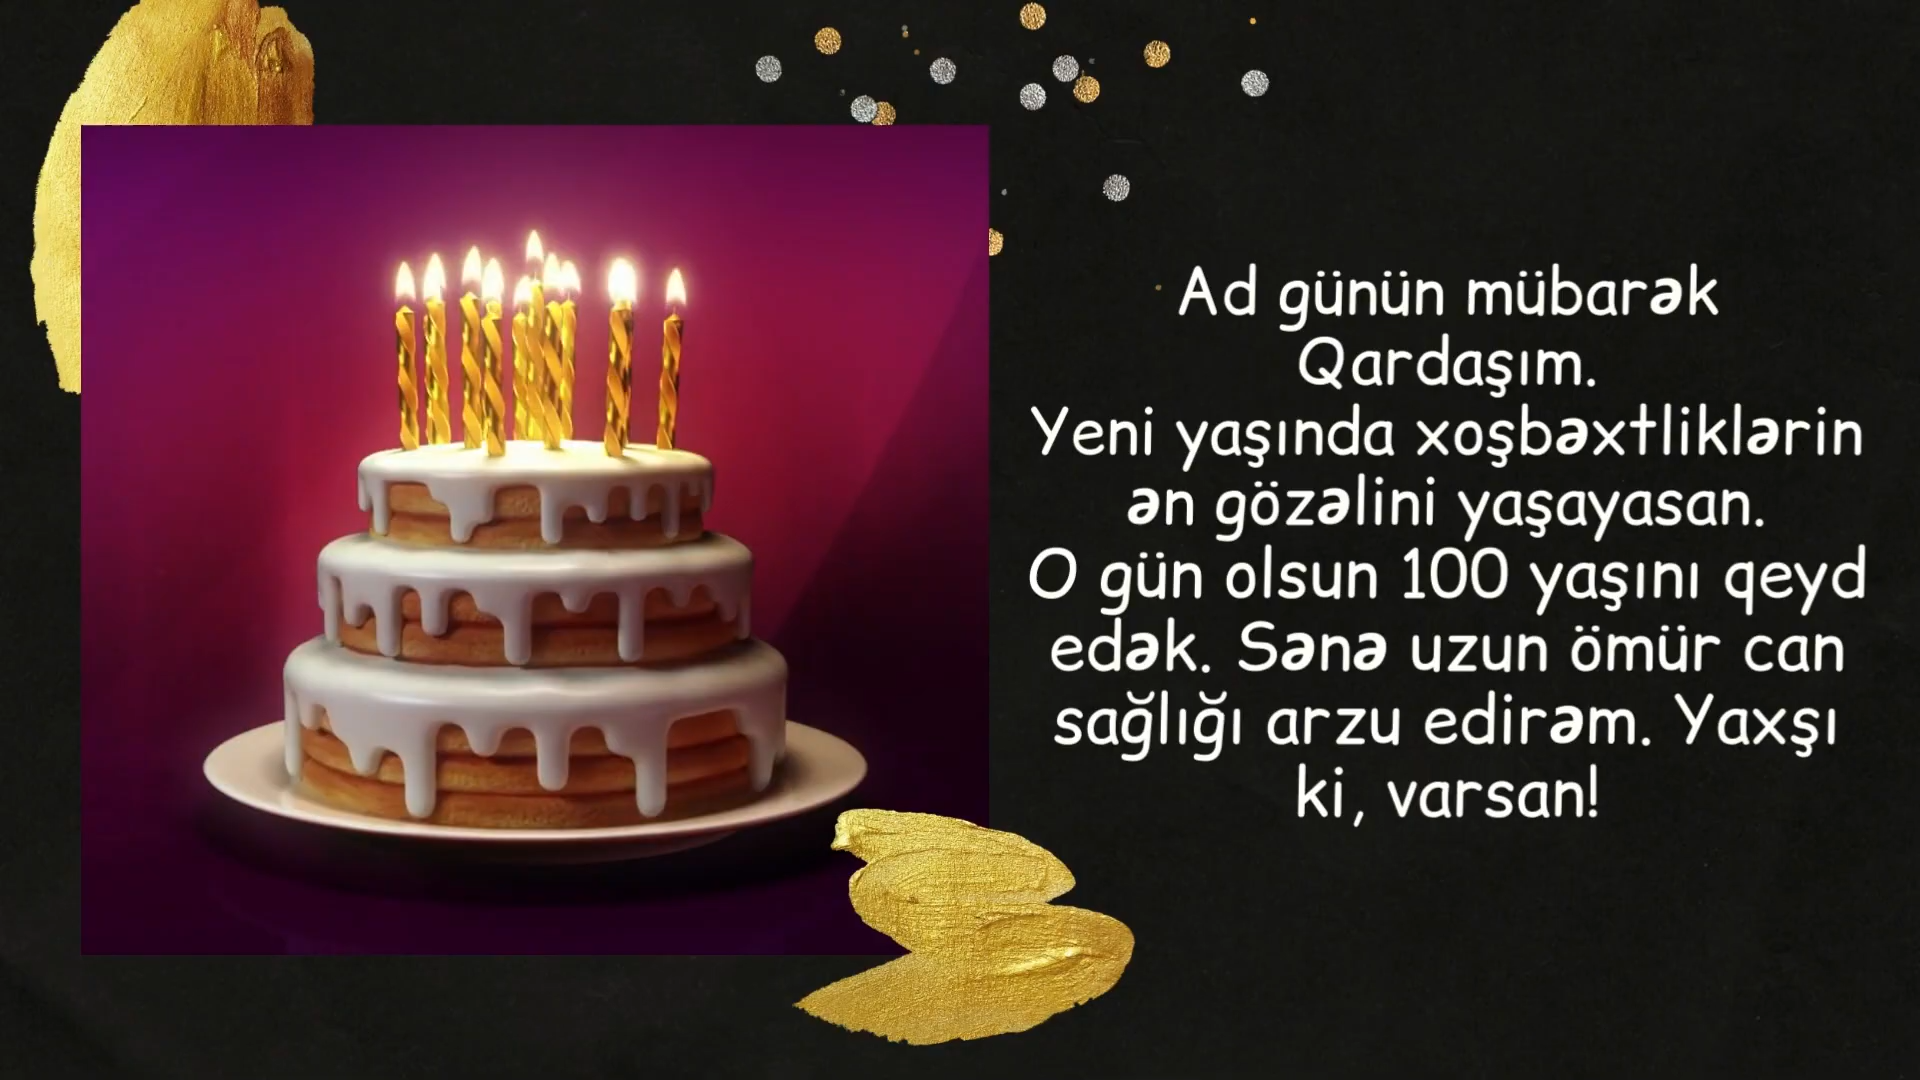 Ad günün mübarək
Qardaşım.
Yeni yaşında xoşbəxtliklərin
ən gözəlini yaşayasan.
O gün olsun 100 yaşını qeyd
edək. Sənə uzun ömür can
sağlığı arzu edirəm. Yaxşı
ki, varsan!